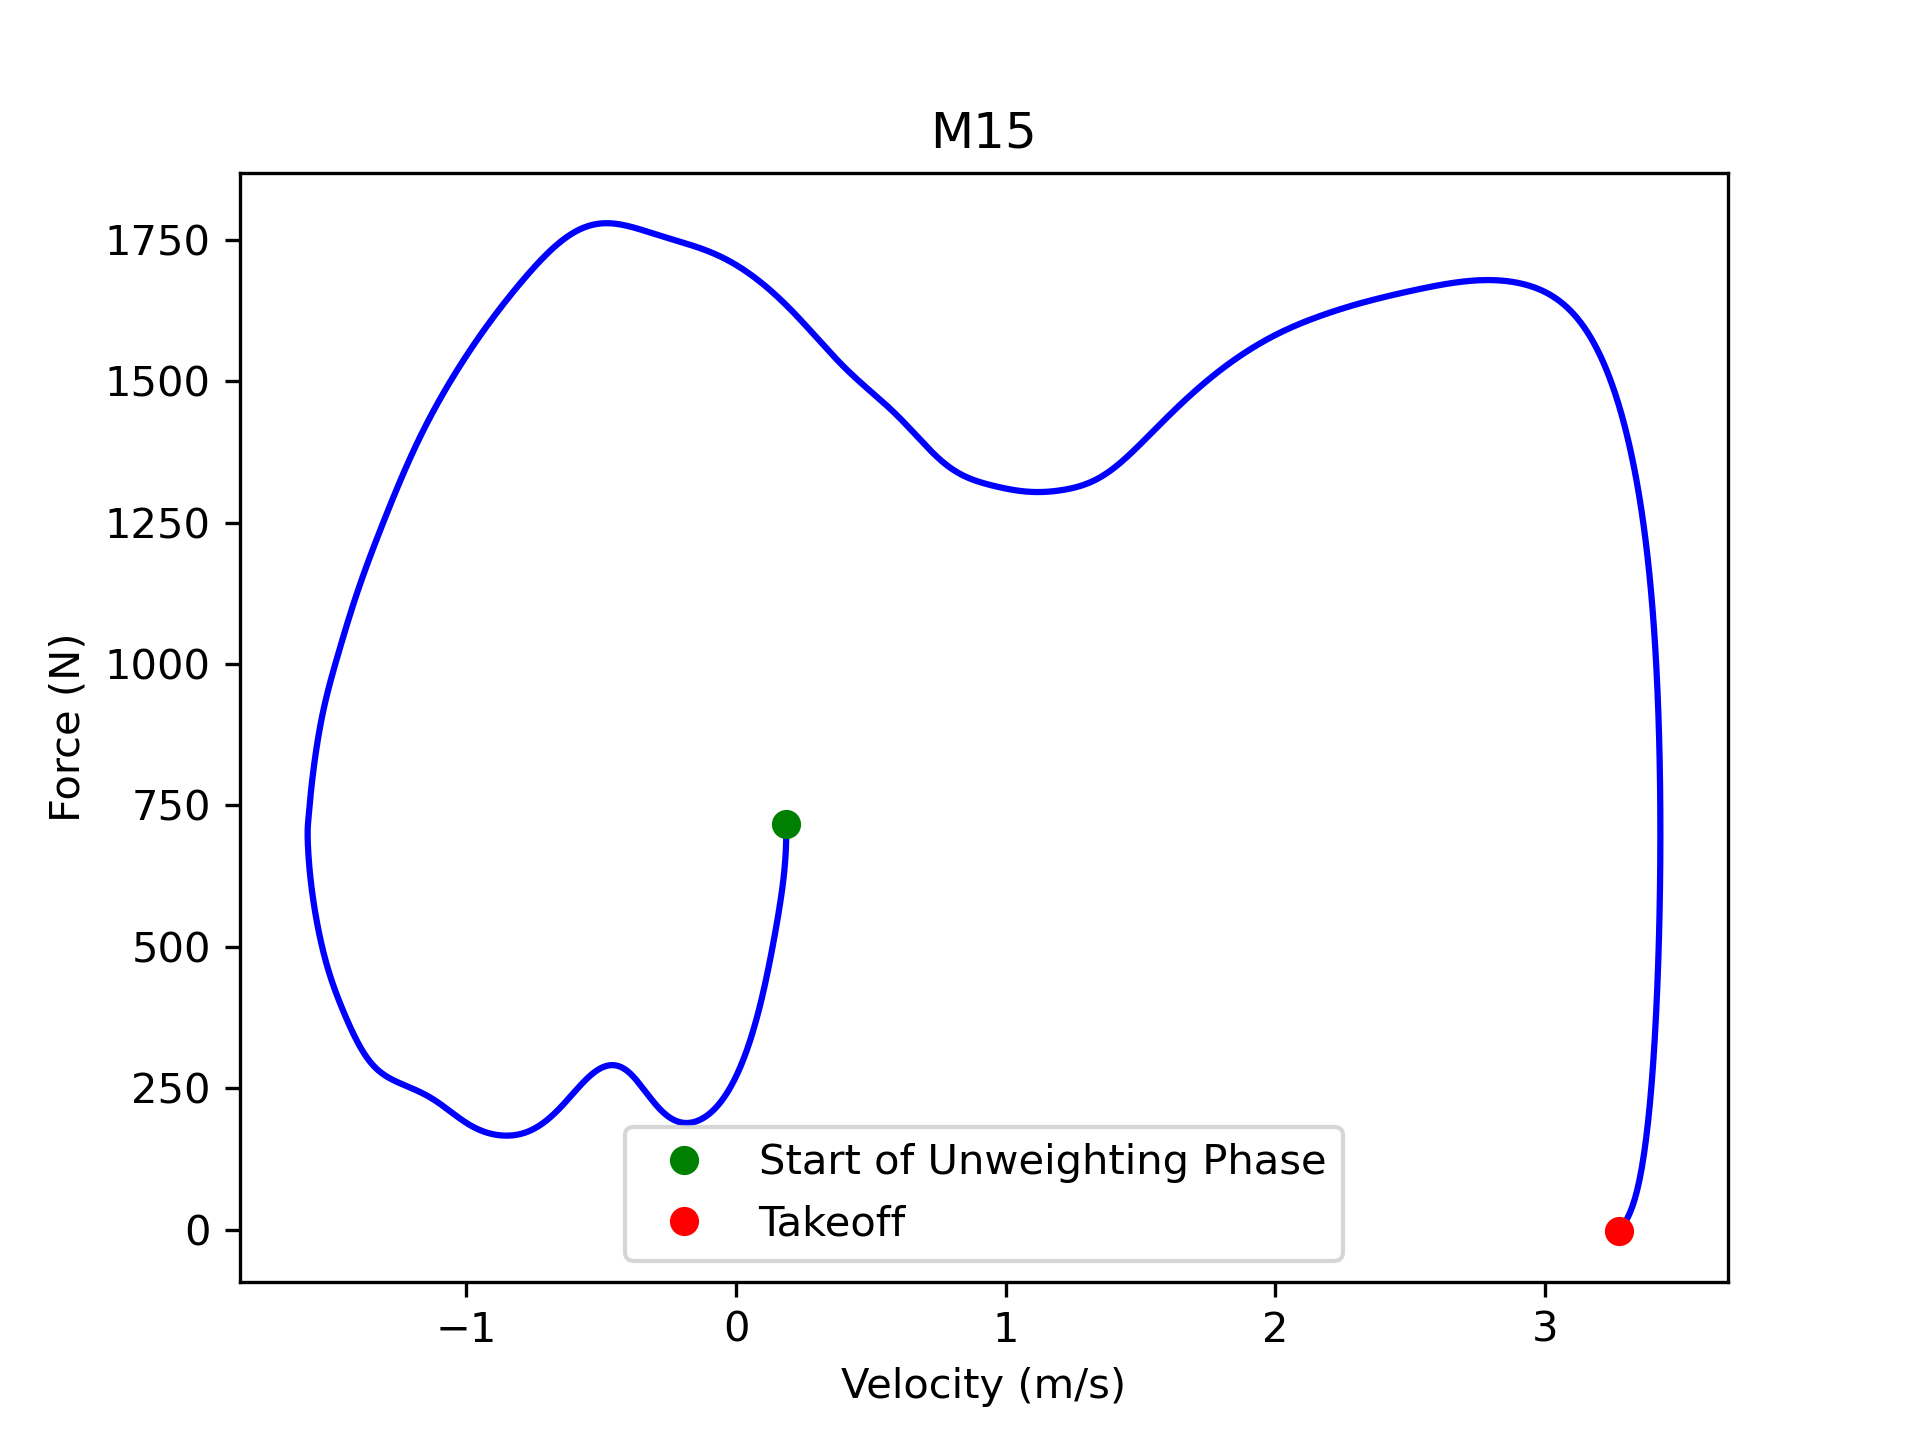 M15
1750
1500
1250
1000
750
500
250
0
Force (N)
Start of Unweighting Phase
Takeoff
−1 0 1 2 3
Velocity (m/s)